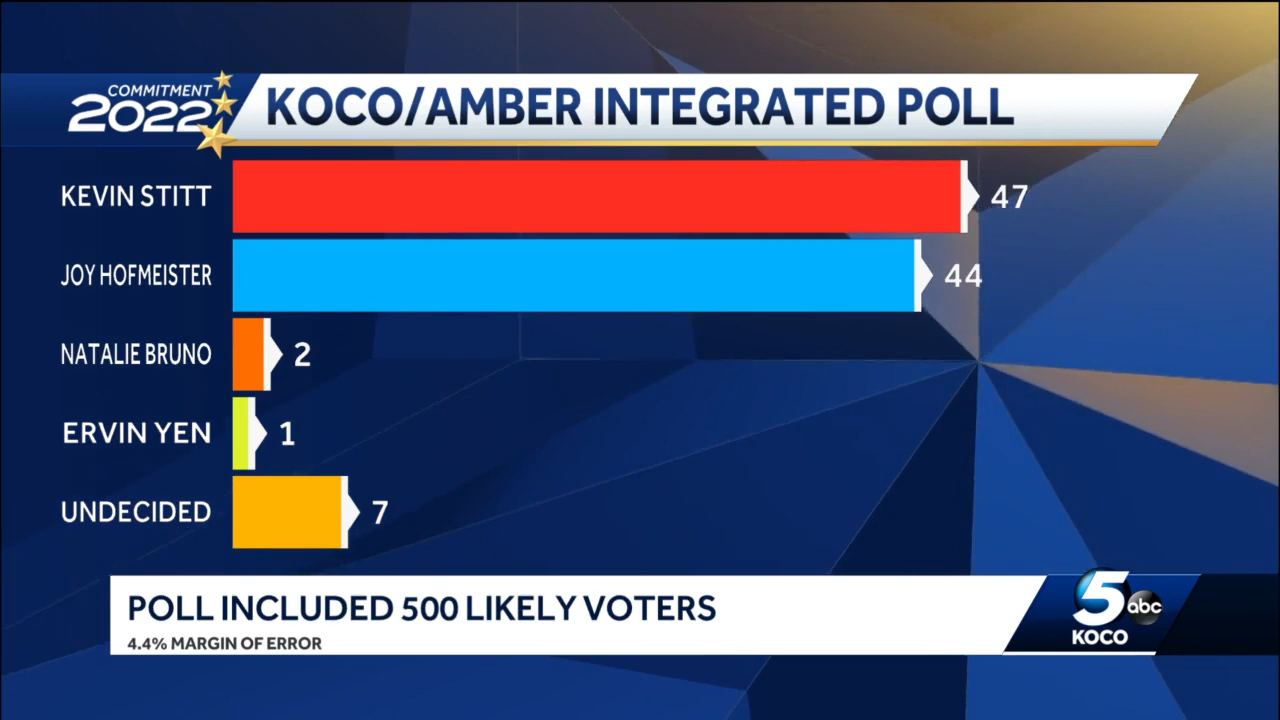 COMMITMENT
2022
KOCO/AMBER INTEGRATED POLL
KEVIN STITT 47
JOY HOFMEISTER 44
NATALIE BRUNO 2
ERVIN YEN 1
UNDECIDED 7
POLL INCLUDED 500 LIKELY VOTERS
4.4% MARGIN OF ERROR
5 abc
KOCO